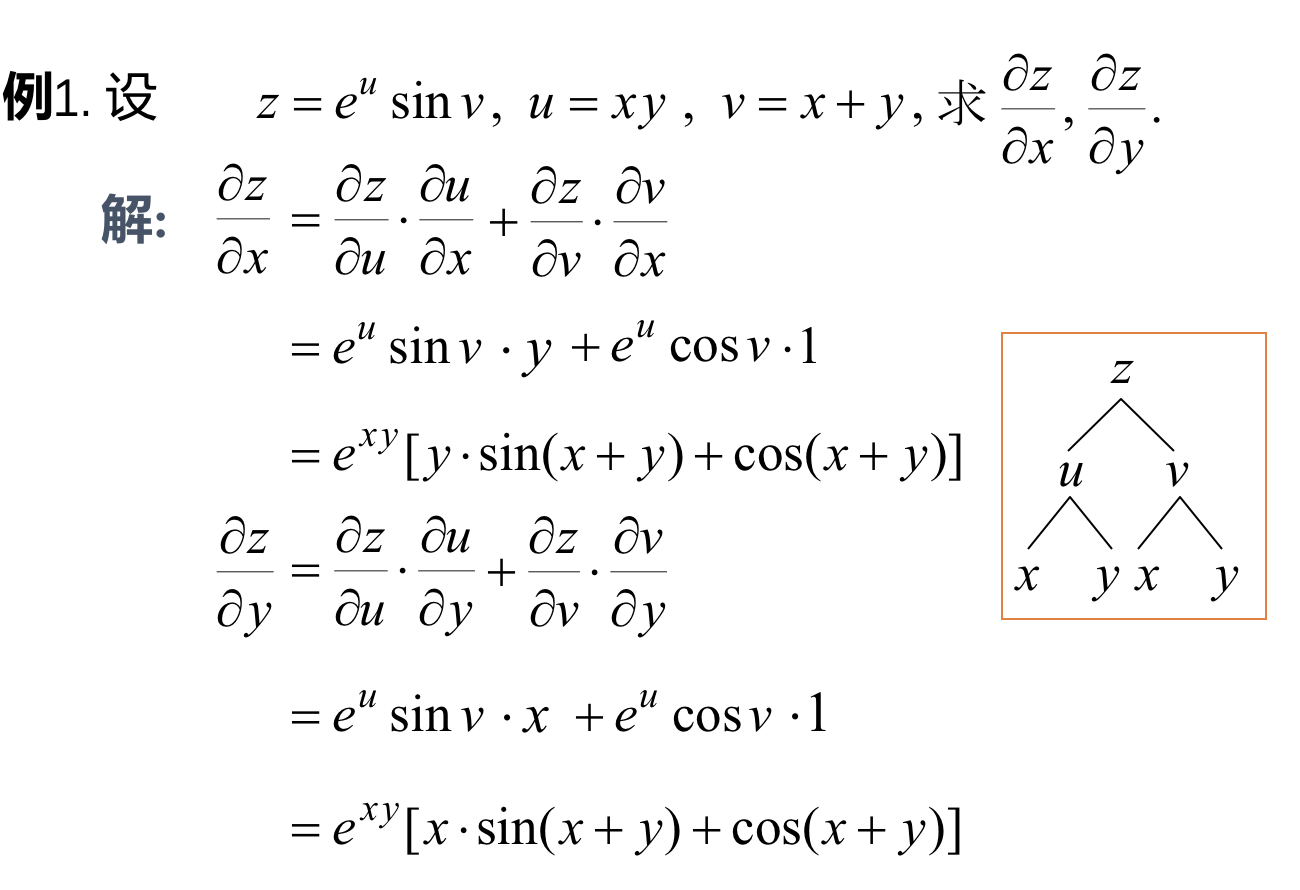 例1. 设 z = e^u sin v, u = xy , v = x + y, 求 ∂z/∂x, ∂z/∂y.
解: ∂z/∂x = ∂z/∂u · ∂u/∂x + ∂z/∂v · ∂v/∂x
= e^u sin v · y + e^u cos v · 1
= e^{xy}[y · sin(x + y) + cos(x + y)]
∂z/∂y = ∂z/∂u · ∂u/∂y + ∂z/∂v · ∂v/∂y
= e^u sin v · x + e^u cos v · 1
= e^{xy}[x · sin(x + y) + cos(x + y)]
z
u v
x y x y